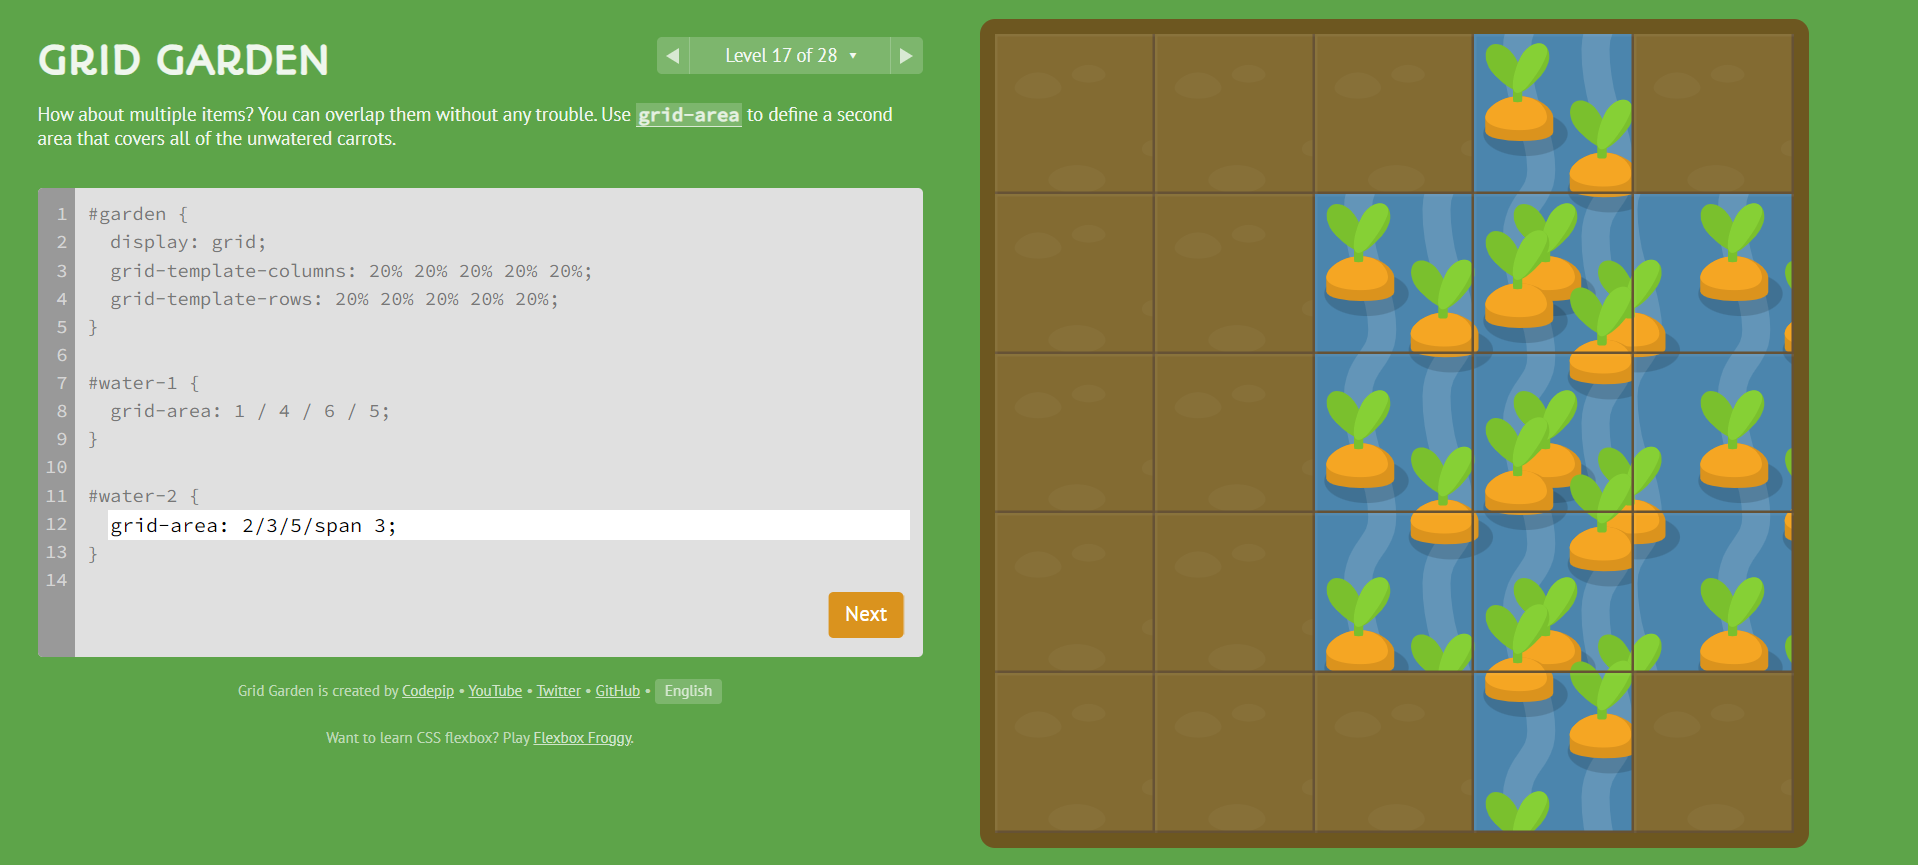 GRID GARDEN
◀ Level 17 of 28 ▾ ▶
How about multiple items? You can overlap them without any trouble. Use grid-area to define a second
area that covers all of the unwatered carrots.
1 #garden {
2   display: grid;
3   grid-template-columns: 20% 20% 20% 20% 20%;
4   grid-template-rows: 20% 20% 20% 20% 20%;
5 }
6
7 #water-1 {
8   grid-area: 1 / 4 / 6 / 5;
9 }
10
11 #water-2 {
12   grid-area: 2/3/5/span 3;
13 }
14
Next
Grid Garden is created by Codepip • YouTube • Twitter • GitHub • English
Want to learn CSS flexbox? Play Flexbox Froggy.